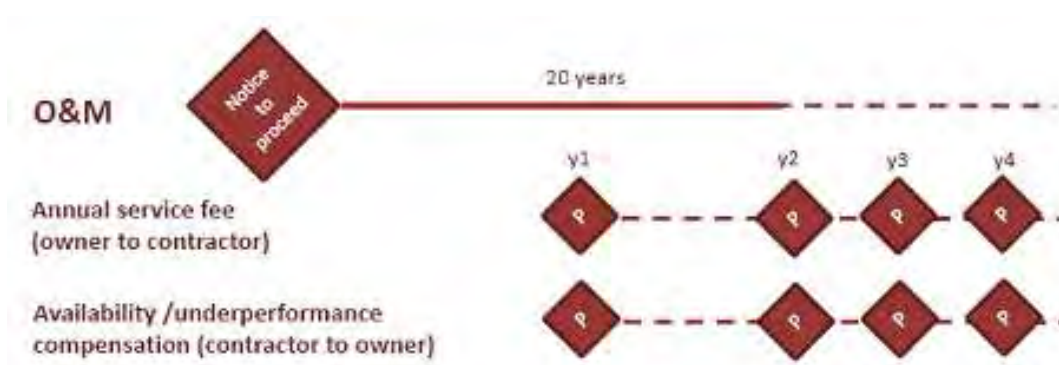 O&M
Notice
to
proceed
20 years
y1 y2 y3 y4
Annual service fee
(owner to contractor)
P P P P
Availability /underperformance
compensation (contractor to owner)
P P P P